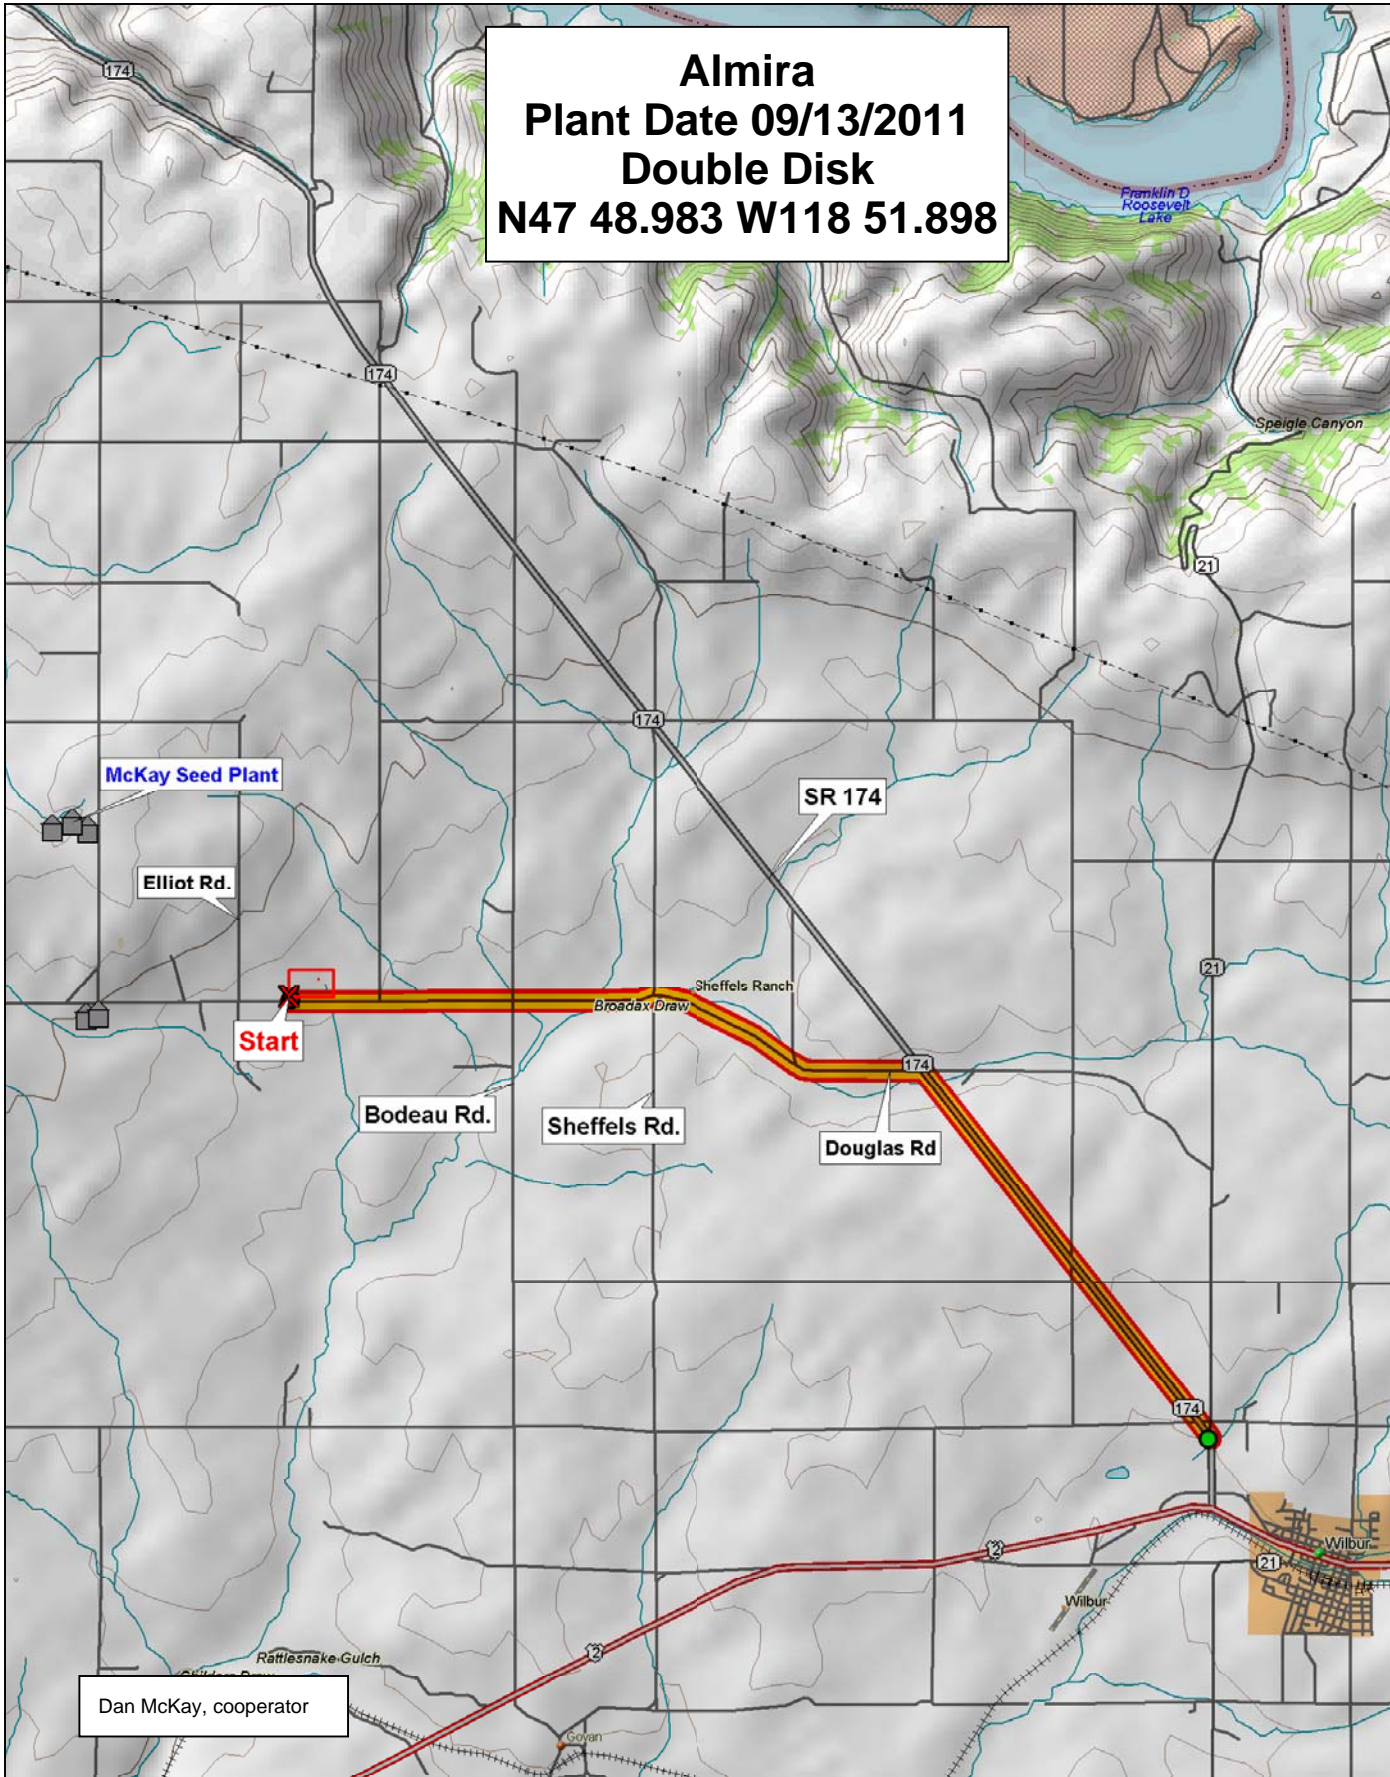 Almira
Plant Date 09/13/2011
Double Disk
N47 48.983 W118 51.898
174
Franklin D
Roosevelt
Lake
174
Speigle Canyon
21
174
McKay Seed Plant
SR 174
Elliot Rd.
21
Sheffels Ranch
Broadax Draw
Start
174
Bodeau Rd.
Sheffels Rd.
Douglas Rd
174
2
Wilbur
21
Wilbur
2
Rattlesnake Gulch
Dan McKay, cooperator
Govan